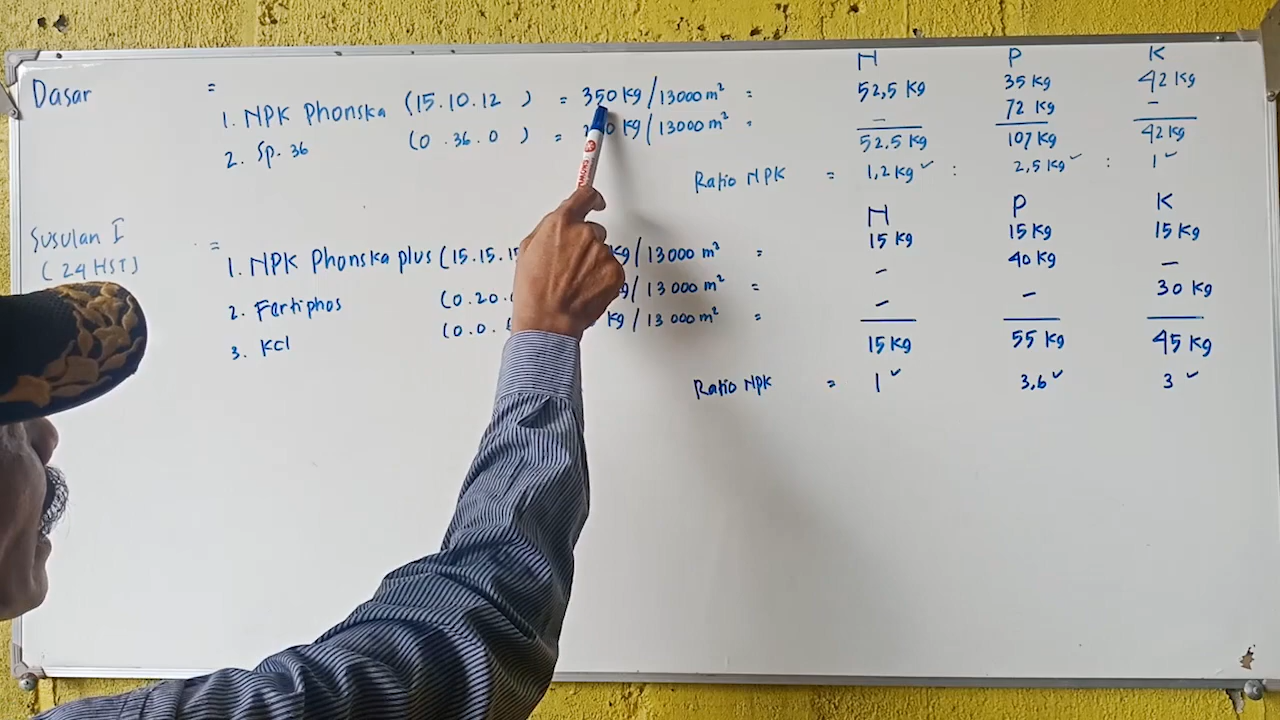 N P K
Dasar =
1. NPK Phonska (15.10.12 ) = 350 Kg / 13000 m² = 52,5 Kg 35 Kg 42 Kg
2. Sp. 36 (0.36.0 ) = Kg / 13000 m² = - 72 Kg -
52,5 Kg 107 Kg 42 Kg
Ratio NPK = 1,2 Kg ✓ : 2,5 Kg ✓ : 1 ✓
N P K
Susulan I =
(24 HST)
1. NPK Phonska plus (15.15.15 Kg / 13000 m² = 15 Kg 15 Kg 15 Kg
2. Fertiphos (0.20. / 13000 m² = - 40 Kg -
3. KCl (0.0. Kg / 13 000 m² = - - 30 Kg
15 Kg 55 Kg 45 Kg
Ratio NPK = 1 ✓ 3,6 ✓ 3 ✓